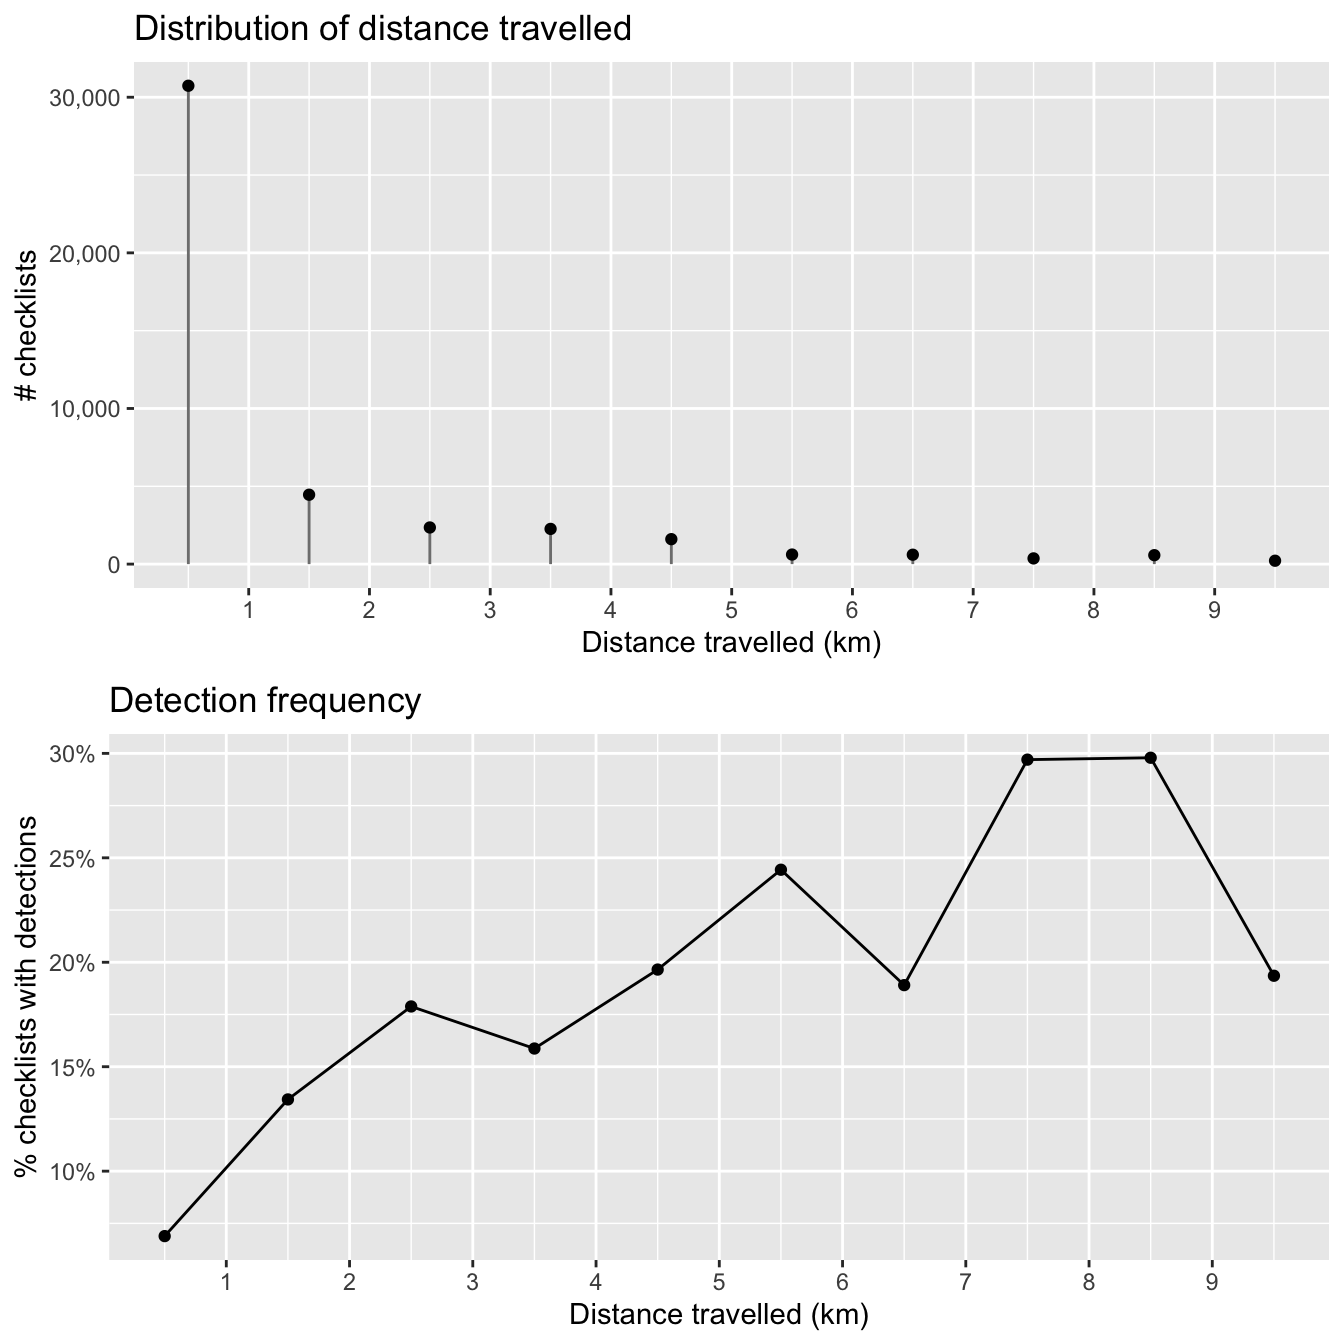 Distribution of distance travelled
30,000
20,000
10,000
0
# checklists
1 2 3 4 5 6 7 8 9
Distance travelled (km)
Detection frequency
30%
25%
20%
15%
10%
% checklists with detections
1 2 3 4 5 6 7 8 9
Distance travelled (km)